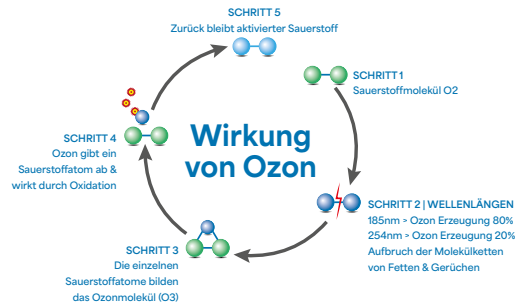 SCHRITT 5
Zurück bleibt aktivierter Sauerstoff
SCHRITT 1
Sauerstoffmolekül O2
Wirkung
von Ozon
SCHRITT 4
Ozon gibt ein
Sauerstoffatom ab &
wirkt durch Oxidation
SCHRITT 2 | WELLENLÄNGEN
185nm > Ozon Erzeugung 80%
254nm > Ozon Erzeugung 20%
Aufbruch der Molekülketten
von Fetten & Gerüchen
SCHRITT 3
Die einzelnen
Sauerstoffatome bilden
das Ozonmolekül (O3)